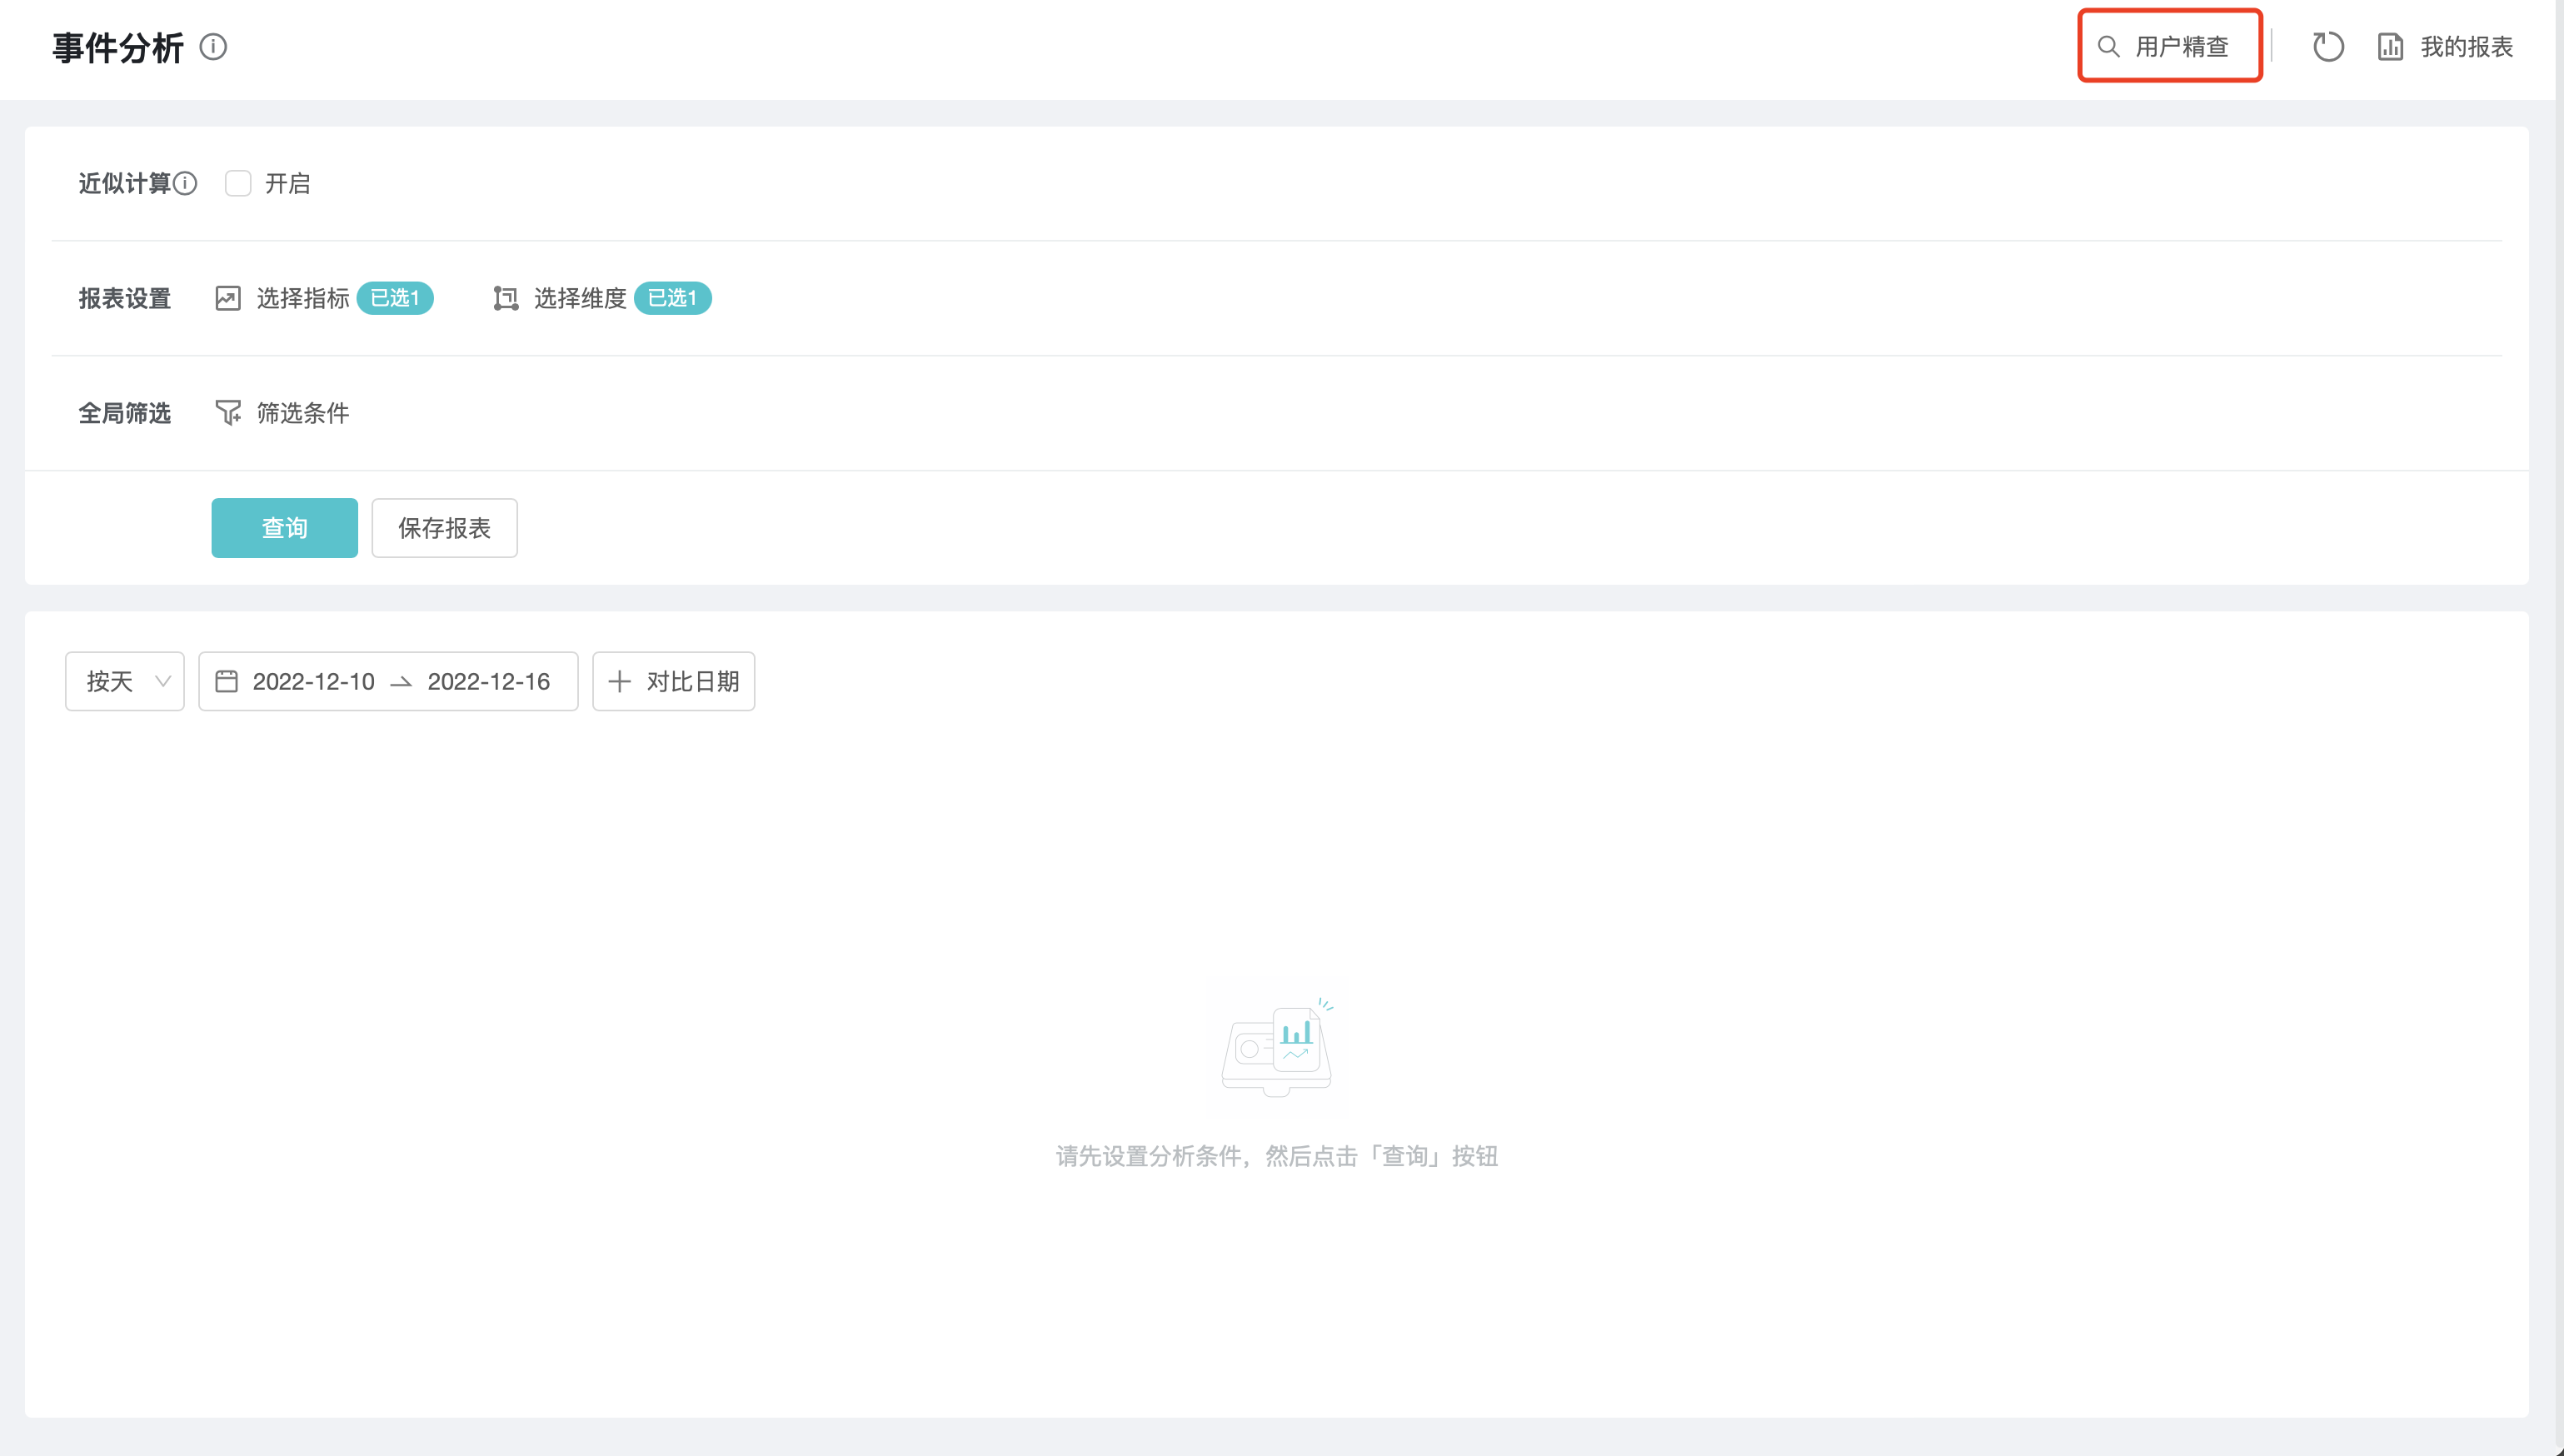 事件分析 用户精查 我的报表
近似计算 开启
报表设置 选择指标 已选1 选择维度 已选1
全局筛选 筛选条件
查询 保存报表
按天 2022-12-10 2022-12-16 对比日期
请先设置分析条件，然后点击「查询」按钮